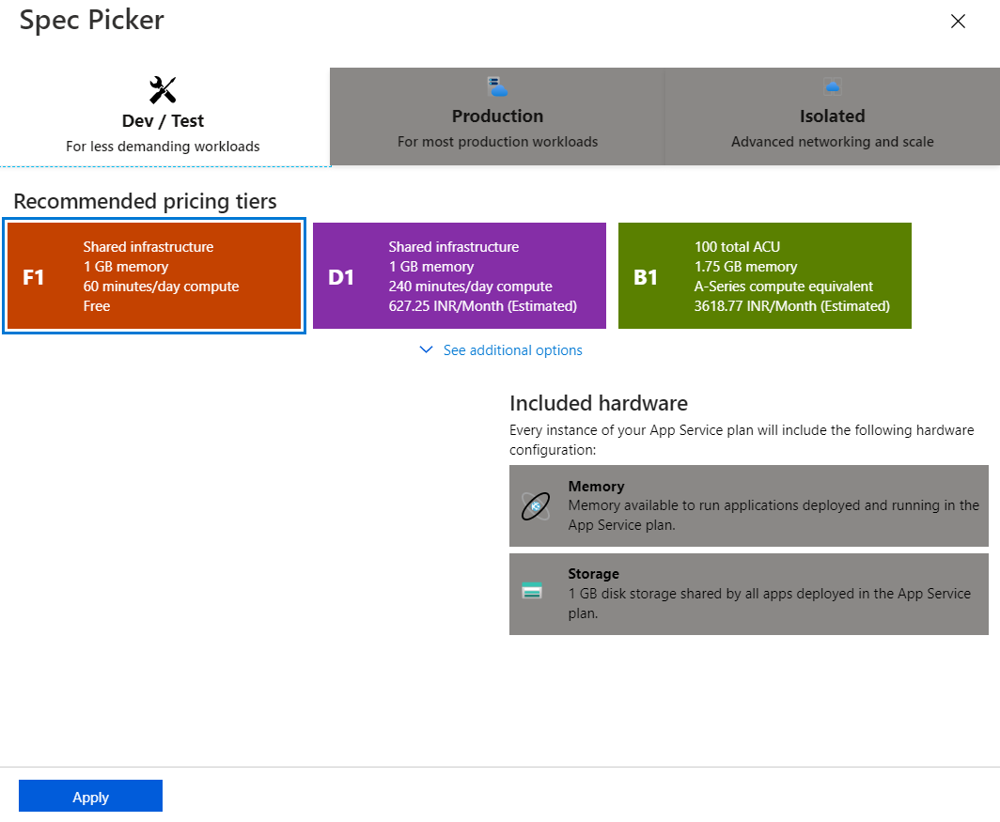 Spec Picker
Dev / Test
For less demanding workloads
Production
For most production workloads
Isolated
Advanced networking and scale
Recommended pricing tiers
F1
Shared infrastructure
1 GB memory
60 minutes/day compute
Free
D1
Shared infrastructure
1 GB memory
240 minutes/day compute
627.25 INR/Month (Estimated)
B1
100 total ACU
1.75 GB memory
A-Series compute equivalent
3618.77 INR/Month (Estimated)
See additional options
Included hardware
Every instance of your App Service plan will include the following hardware
configuration:
Memory
Memory available to run applications deployed and running in the
App Service plan.
Storage
1 GB disk storage shared by all apps deployed in the App Service
plan.
Apply